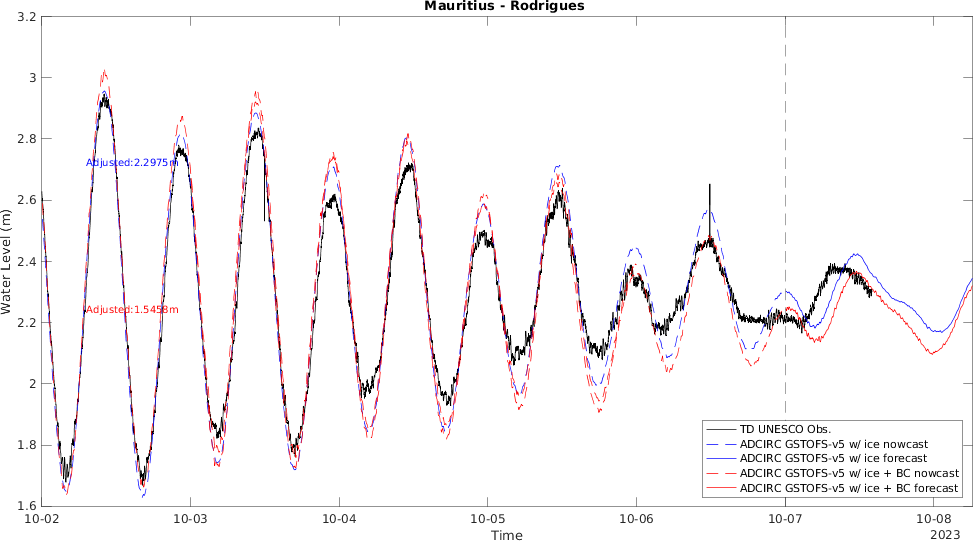 Mauritius - Rodrigues
Water Level (m)
3.2
3
2.8
2.6
2.4
2.2
2
1.8
1.6
Adjusted:2.2975m
Adjusted:1.5458m
TD UNESCO Obs.
ADCIRC GSTOFS-v5 w/ ice nowcast
ADCIRC GSTOFS-v5 w/ ice forecast
ADCIRC GSTOFS-v5 w/ ice + BC nowcast
ADCIRC GSTOFS-v5 w/ ice + BC forecast
10-02 10-03 10-04 10-05 10-06 10-07 10-08
Time
2023